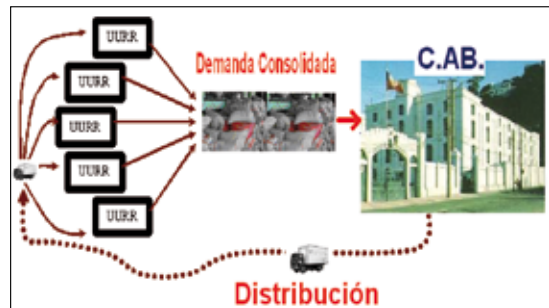 UURR
UURR
UURR
UURR
UURR
Demanda Consolidada
C.AB.
Distribución